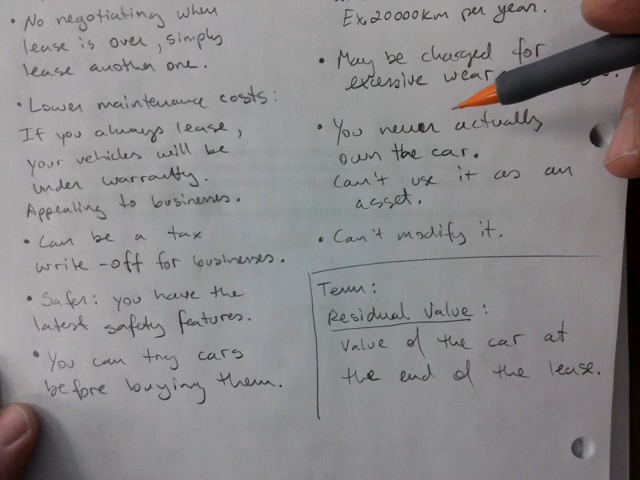 • No negotiating when
lease is over, simply
lease another one.
• Lower maintenance costs:
If you always lease,
your vehicles will be
under warranty.
Appealing to businesses.
• Can be a tax
write-off for businesses.
• Safer: you have the
latest safety features.
• You can try cars
before buying them.
Ex. 20000km per year.
• May be charged for
excessive wear
• You never actually
own the car.
Can't use it as an
asset.
• Can't modify it.
Term:
Residual Value:
Value of the car at
the end of the lease.